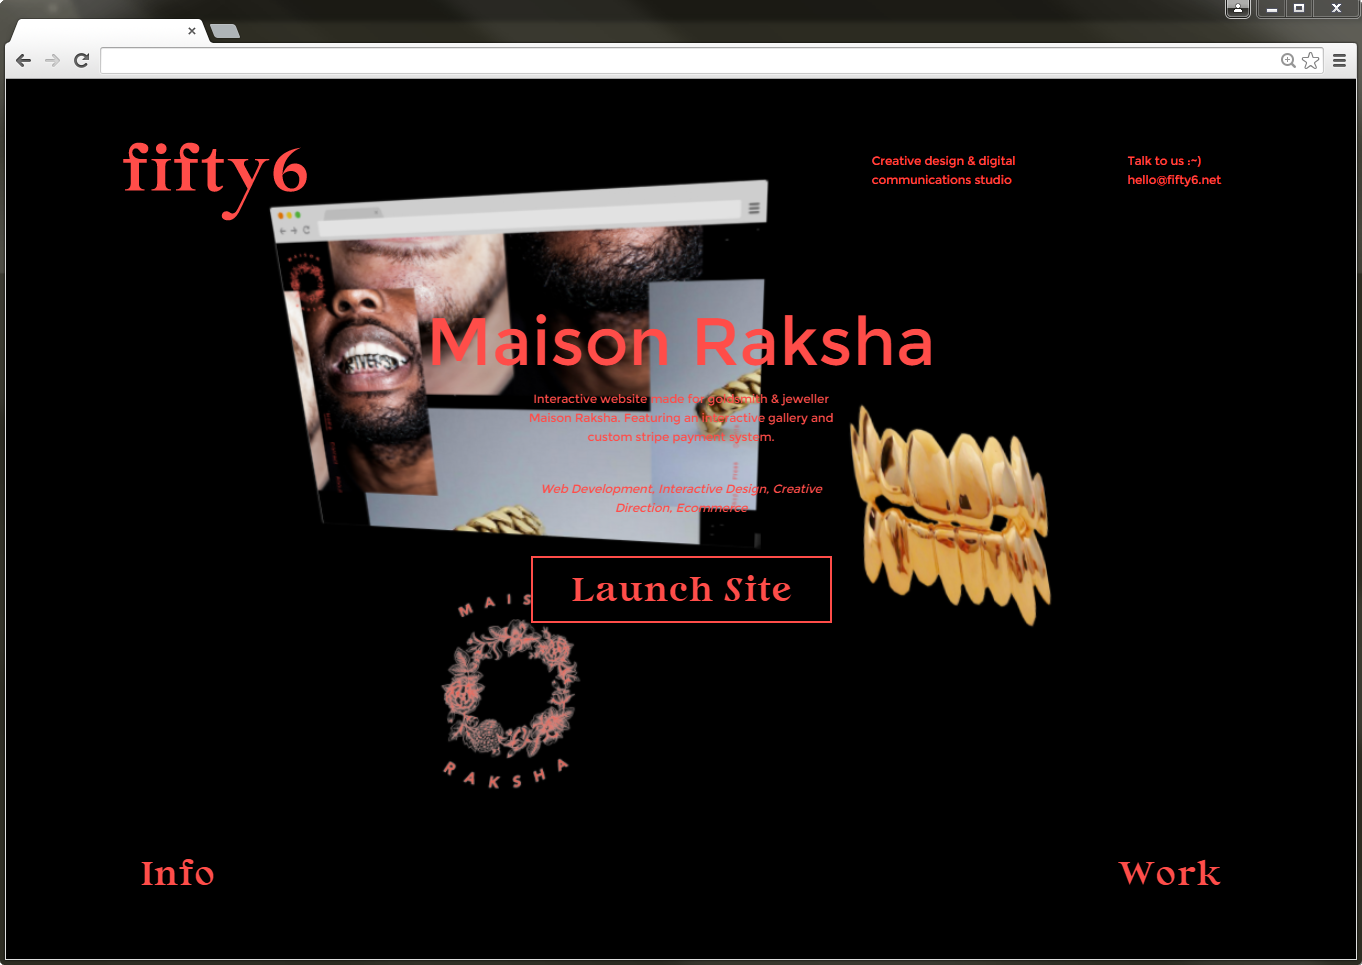 fifty6
Creative design & digital
communications studio
Talk to us :~)
hello@fifty6.net
Maison Raksha
Interactive website made for goldsmith & jeweller
Maison Raksha. Featuring an interactive gallery and
custom stripe payment system.
Web Development, Interactive Design, Creative
Direction, Ecommerce
Launch Site
MAIS
RAKSHA
Info
Work